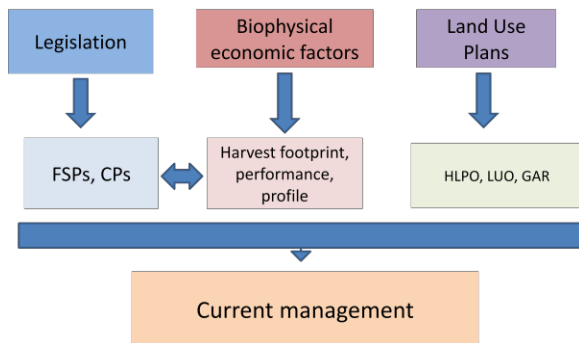 Legislation
Biophysical
economic factors
Land Use
Plans
FSPs, CPs
Harvest footprint,
performance,
profile
HLPO, LUO, GAR
Current management